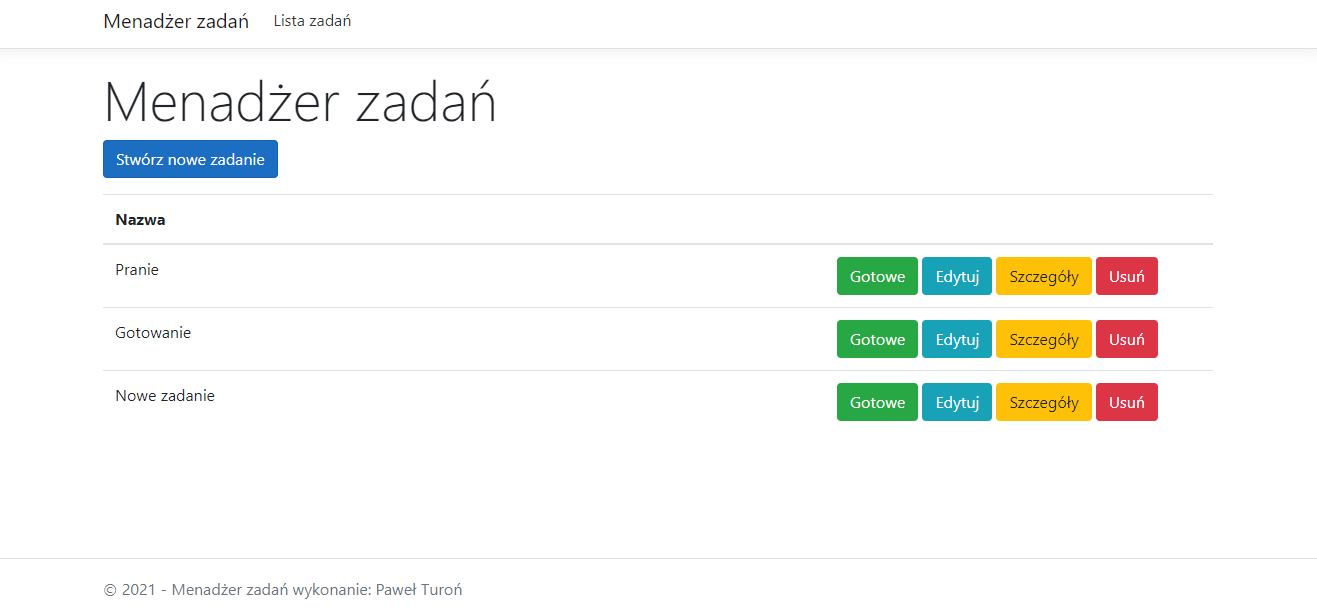 Menadżer zadań Lista zadań
Menadżer zadań
Stwórz nowe zadanie
Nazwa
Pranie Gotowe Edytuj Szczegóły Usuń
Gotowanie Gotowe Edytuj Szczegóły Usuń
Nowe zadanie Gotowe Edytuj Szczegóły Usuń
© 2021 - Menadżer zadań wykonanie: Paweł Turoń